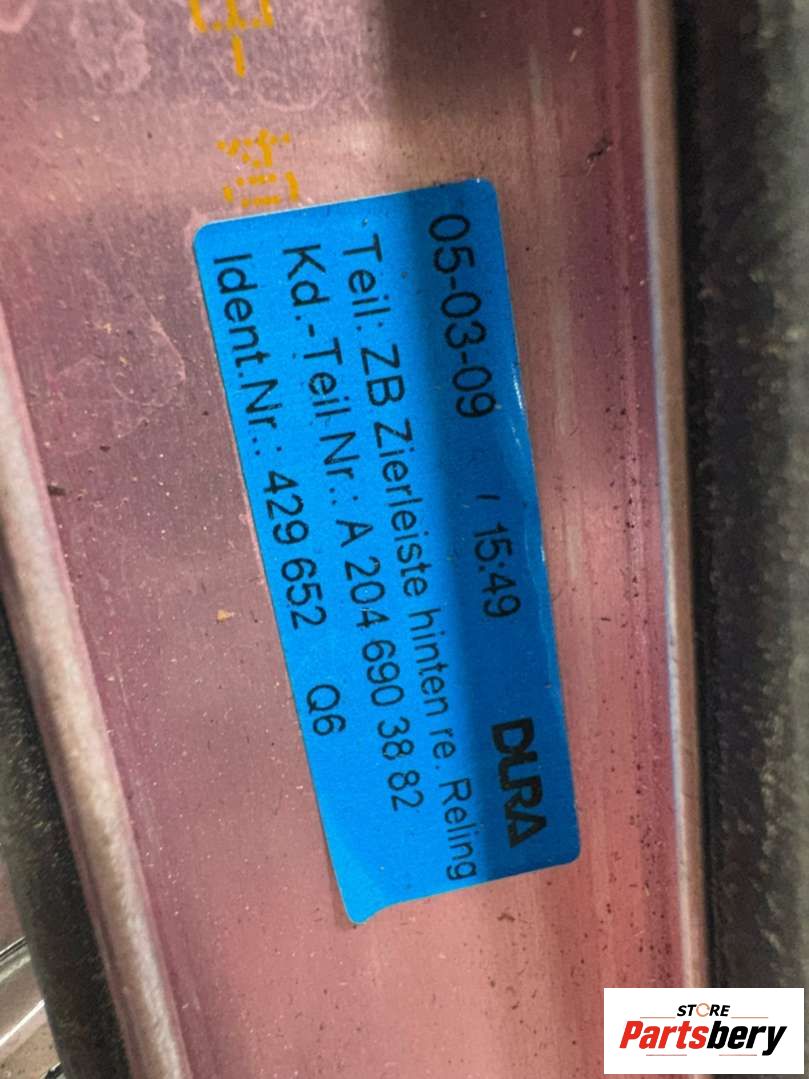 05-03-09 / 15:49 DURA
Teil: ZB Zierleiste hinten re. Reling
Kd.-Teil Nr.: A 204 690 38 82
Ident.Nr.: 429 652 Q6
STORE
Partsbery